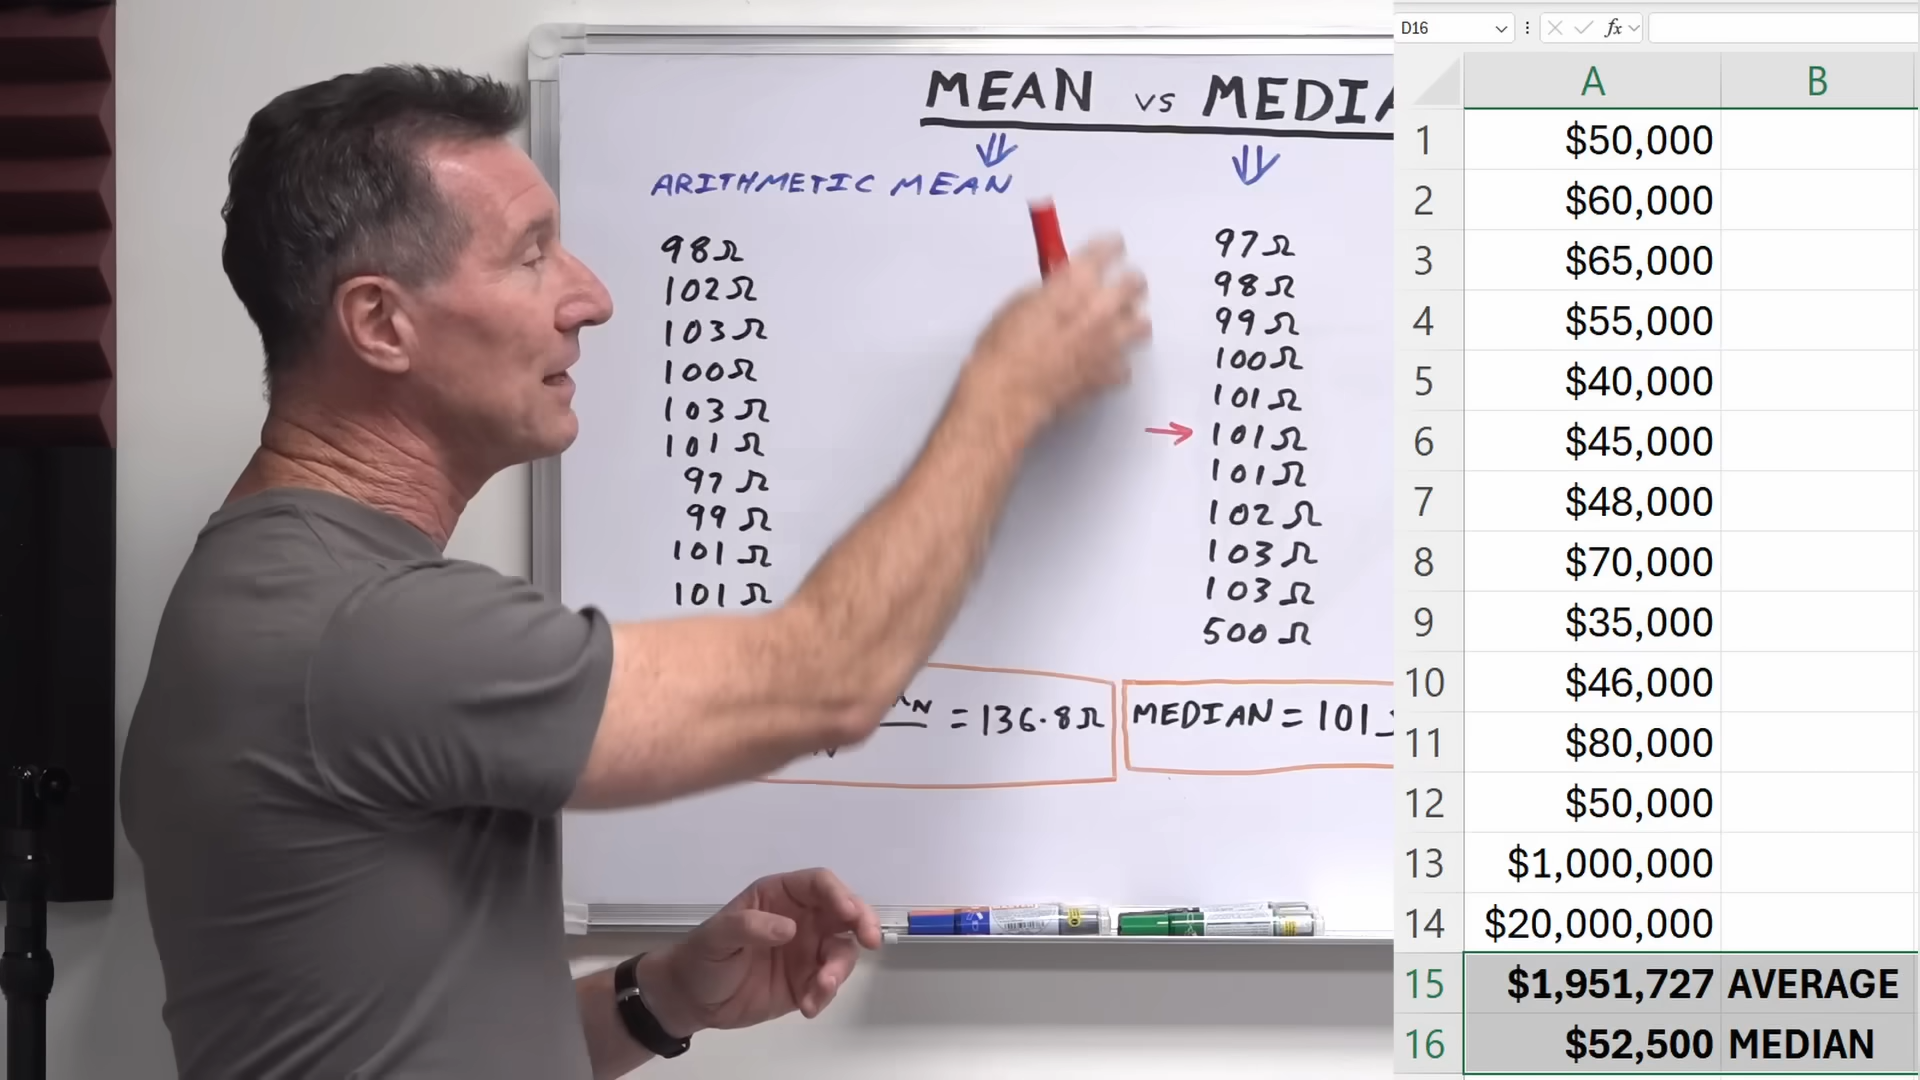 MEAN vs MEDIA
ARITHMETIC MEAN
98Ω
102Ω
103Ω
100Ω
103Ω
101Ω
97Ω
99Ω
101Ω
101Ω
= 136.8Ω
97Ω
98Ω
99Ω
100Ω
101Ω
101Ω
101Ω
102Ω
103Ω
103Ω
500Ω
MEDIAN = 101
D16
fx
A B
1 $50,000
2 $60,000
3 $65,000
4 $55,000
5 $40,000
6 $45,000
7 $48,000
8 $70,000
9 $35,000
10 $46,000
11 $80,000
12 $50,000
13 $1,000,000
14 $20,000,000
15 $1,951,727 AVERAGE
16 $52,500 MEDIAN